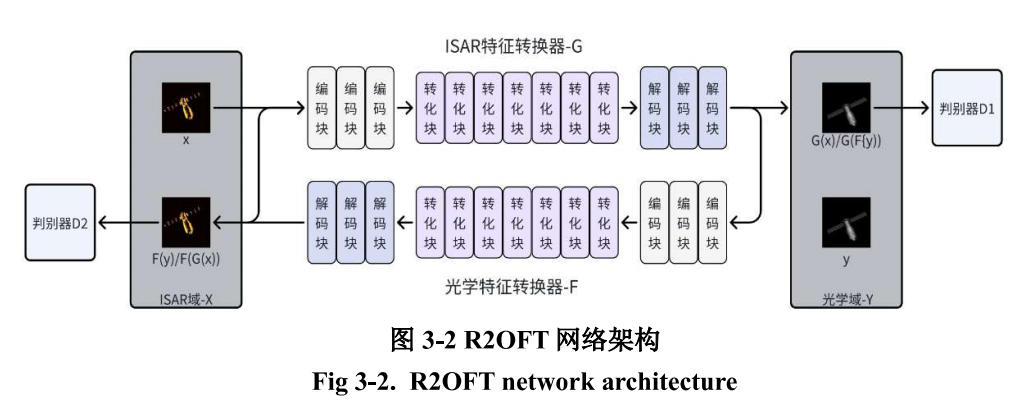 ISAR特征转换器-G
编码块 编码块 编码块 转化块 转化块 转化块 转化块 转化块 转化块 转化块 解码块 解码块 解码块
x
G(x)/G(F{y))
判别器D1
判别器D2
解码块 解码块 解码块 转化块 转化块 转化块 转化块 转化块 转化块 转化块 编码块 编码块 编码块
F(y)/F(G(x))
y
ISAR域-X
光学特征转换器-F
光学域-Y
图 3-2 R2OFT 网络架构
Fig 3-2. R2OFT network architecture